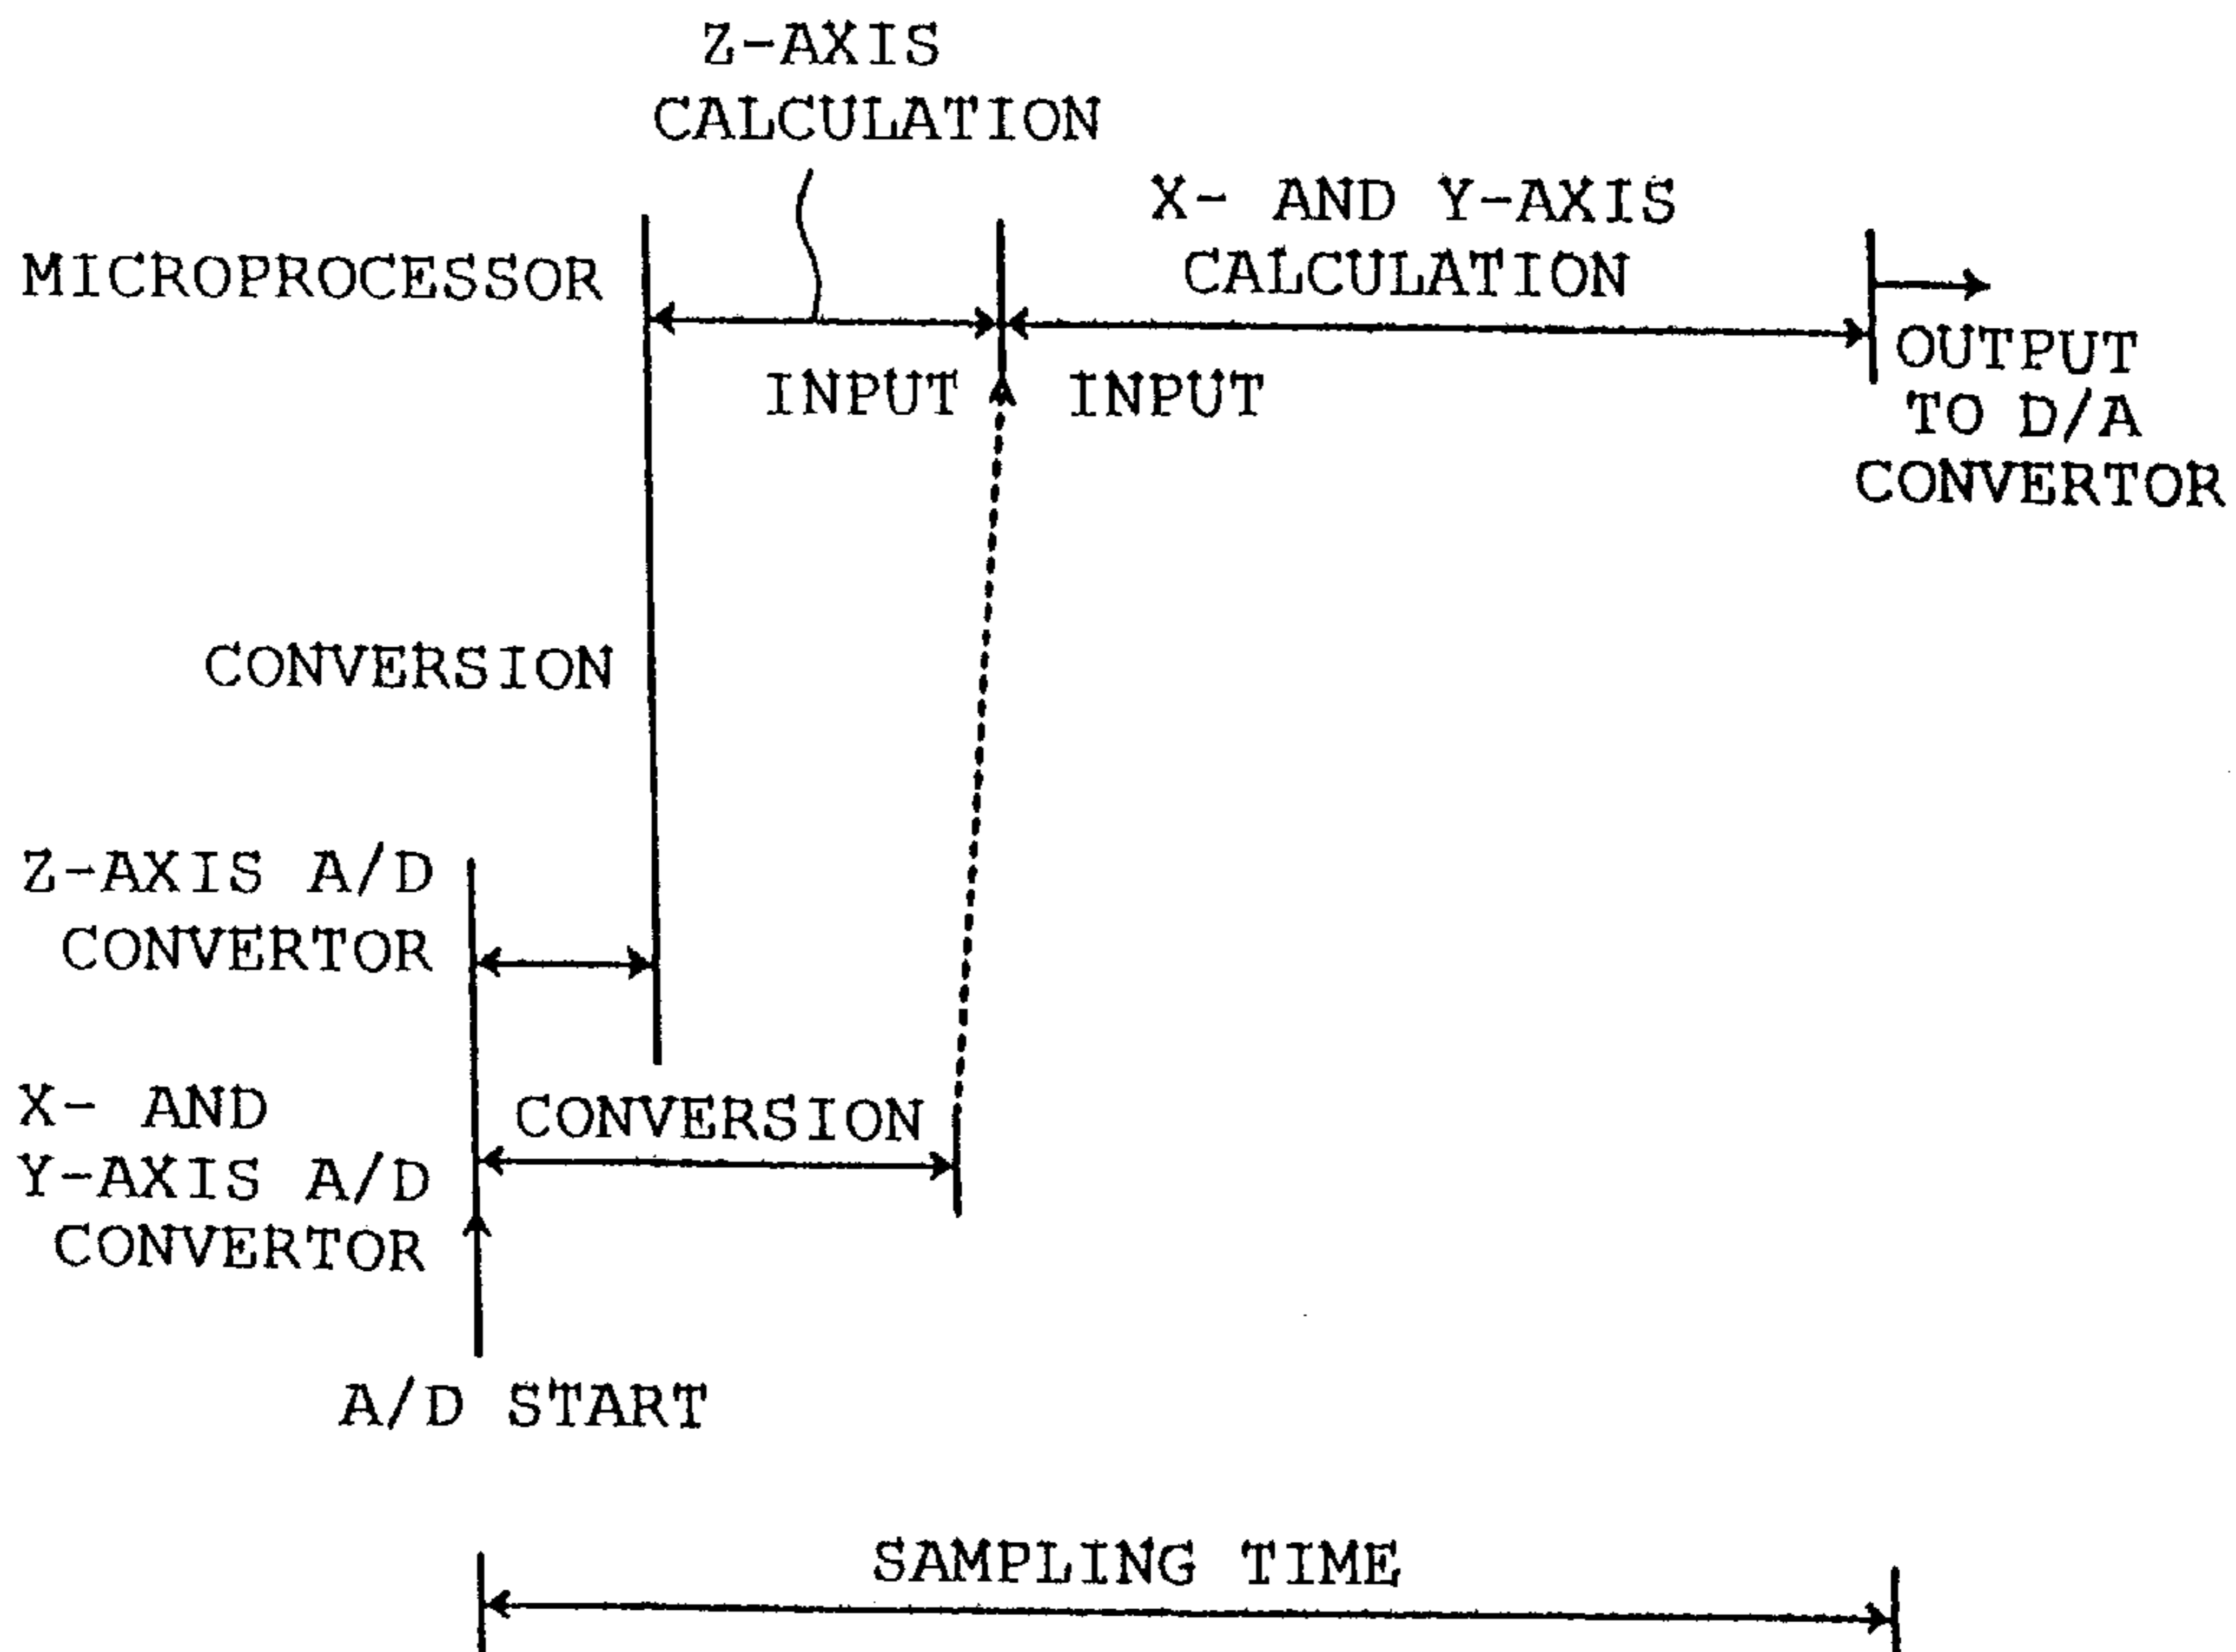 Z-AXIS
CALCULATION
X- AND Y-AXIS
CALCULATION
MICROPROCESSOR
INPUT
INPUT
OUTPUT
TO D/A
CONVERTOR
CONVERSION
Z-AXIS A/D
CONVERTOR
X- AND
Y-AXIS A/D
CONVERTOR
CONVERSION
A/D START
SAMPLING TIME